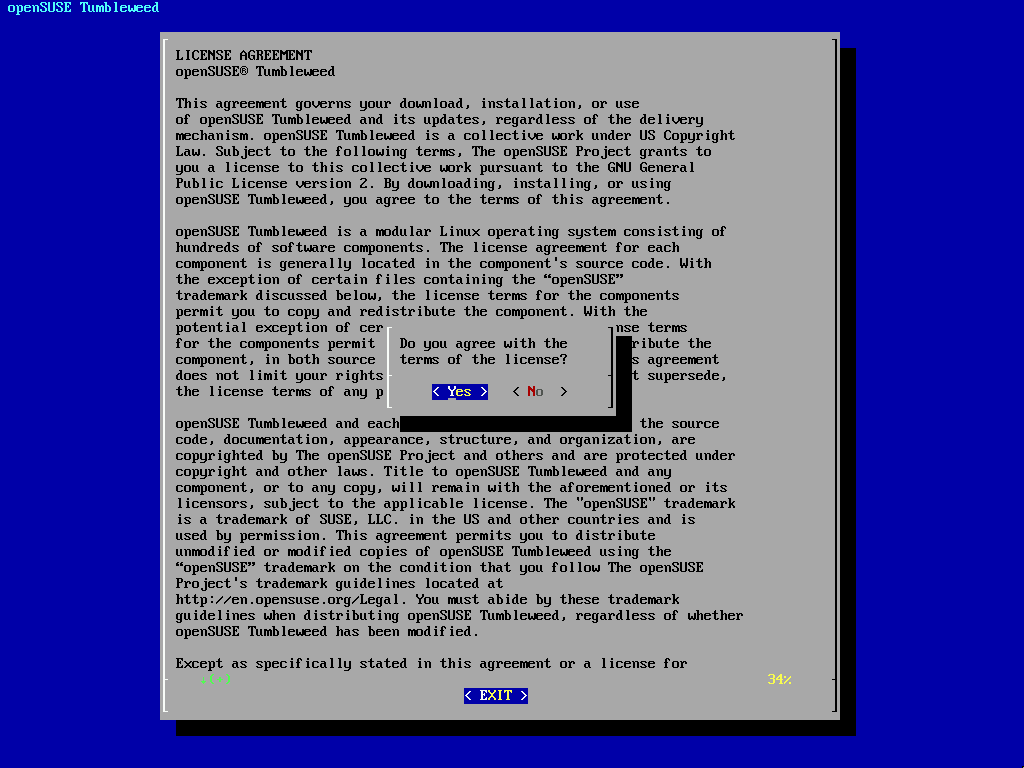 openSUSE Tumbleweed
LICENSE AGREEMENT
openSUSE® Tumbleweed
This agreement governs your download, installation, or use
of openSUSE Tumbleweed and its updates, regardless of the delivery
mechanism. openSUSE Tumbleweed is a collective work under US Copyright
Law. Subject to the following terms, The openSUSE Project grants to
you a license to this collective work pursuant to the GNU General
Public License version 2. By downloading, installing, or using
openSUSE Tumbleweed, you agree to the terms of this agreement.
openSUSE Tumbleweed is a modular Linux operating system consisting of
hundreds of software components. The license agreement for each
component is generally located in the component's source code. With
the exception of certain files containing the “openSUSE”
trademark discussed below, the license terms for the components
permit you to copy and redistribute the component. With the
potential exception of cer nse terms
for the components permit ribute the
component, in both source s agreement
does not limit your rights t supersede,
the license terms of any p
Do you agree with the
terms of the license?
< Yes > < No >
openSUSE Tumbleweed and each the source
code, documentation, appearance, structure, and organization, are
copyrighted by The openSUSE Project and others and are protected under
copyright and other laws. Title to openSUSE Tumbleweed and any
component, or to any copy, will remain with the aforementioned or its
licensors, subject to the applicable license. The "openSUSE" trademark
is a trademark of SUSE, LLC. in the US and other countries and is
used by permission. This agreement permits you to distribute
unmodified or modified copies of openSUSE Tumbleweed using the
“openSUSE” trademark on the condition that you follow The openSUSE
Project's trademark guidelines located at
http://en.opensuse.org/Legal. You must abide by these trademark
guidelines when distributing openSUSE Tumbleweed, regardless of whether
openSUSE Tumbleweed has been modified.
Except as specifically stated in this agreement or a license for
↓(+) 34%
< EXIT >